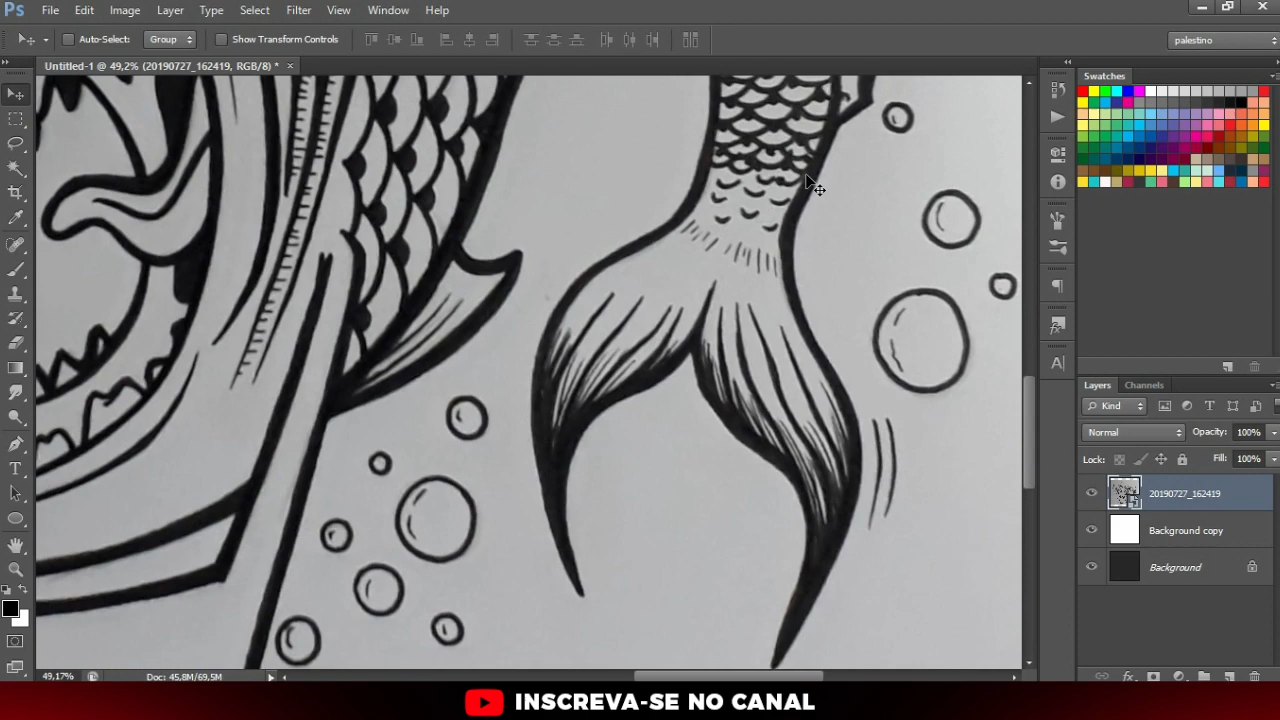 Ps File Edit Image Layer Type Select Filter View Window Help
Auto-Select: Group Show Transform Controls palestino
Untitled-1 @ 49,2% (20190727_162419, RGB/8) * ×
Swatches
Layers Channels
Kind
Normal Opacity: 100%
Lock: Fill: 100%
20190727_162419
Background copy
Background
49,17% Doc: 45,8M/69,5M
INSCREVA-SE NO CANAL